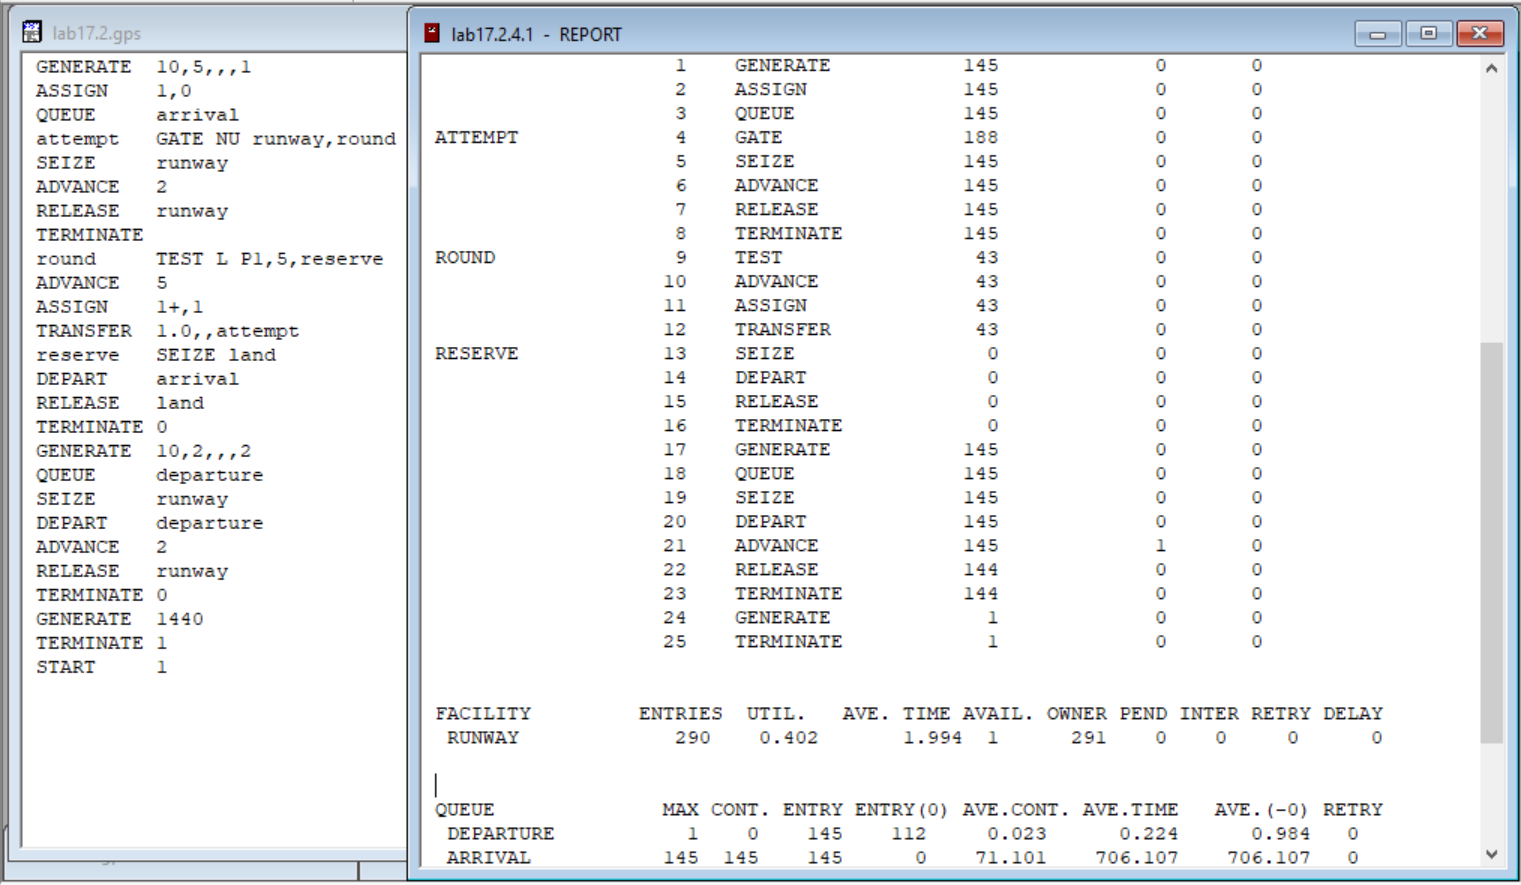 lab17.2.gps
GENERATE 10,5,,,1
ASSIGN 1,0
QUEUE arrival
attempt GATE NU runway,round
SEIZE runway
ADVANCE 2
RELEASE runway
TERMINATE
round TEST L P1,5,reserve
ADVANCE 5
ASSIGN 1+,1
TRANSFER 1.0,,attempt
reserve SEIZE land
DEPART arrival
RELEASE land
TERMINATE 0
GENERATE 10,2,,,2
QUEUE departure
SEIZE runway
DEPART departure
ADVANCE 2
RELEASE runway
TERMINATE 0
GENERATE 1440
TERMINATE 1
START 1
lab17.2.4.1 - REPORT
1 GENERATE 145 0 0
2 ASSIGN 145 0 0
3 QUEUE 145 0 0
ATTEMPT 4 GATE 188 0 0
5 SEIZE 145 0 0
6 ADVANCE 145 0 0
7 RELEASE 145 0 0
8 TERMINATE 145 0 0
ROUND 9 TEST 43 0 0
10 ADVANCE 43 0 0
11 ASSIGN 43 0 0
12 TRANSFER 43 0 0
RESERVE 13 SEIZE 0 0 0
14 DEPART 0 0 0
15 RELEASE 0 0 0
16 TERMINATE 0 0 0
17 GENERATE 145 0 0
18 QUEUE 145 0 0
19 SEIZE 145 0 0
20 DEPART 145 0 0
21 ADVANCE 145 1 0
22 RELEASE 144 0 0
23 TERMINATE 144 0 0
24 GENERATE 1 0 0
25 TERMINATE 1 0 0
FACILITY ENTRIES UTIL. AVE. TIME AVAIL. OWNER PEND INTER RETRY DELAY
RUNWAY 290 0.402 1.994 1 291 0 0 0 0
QUEUE MAX CONT. ENTRY ENTRY(0) AVE.CONT. AVE.TIME AVE.(-0) RETRY
DEPARTURE 1 0 145 112 0.023 0.224 0.984 0
ARRIVAL 145 145 145 0 71.101 706.107 706.107 0